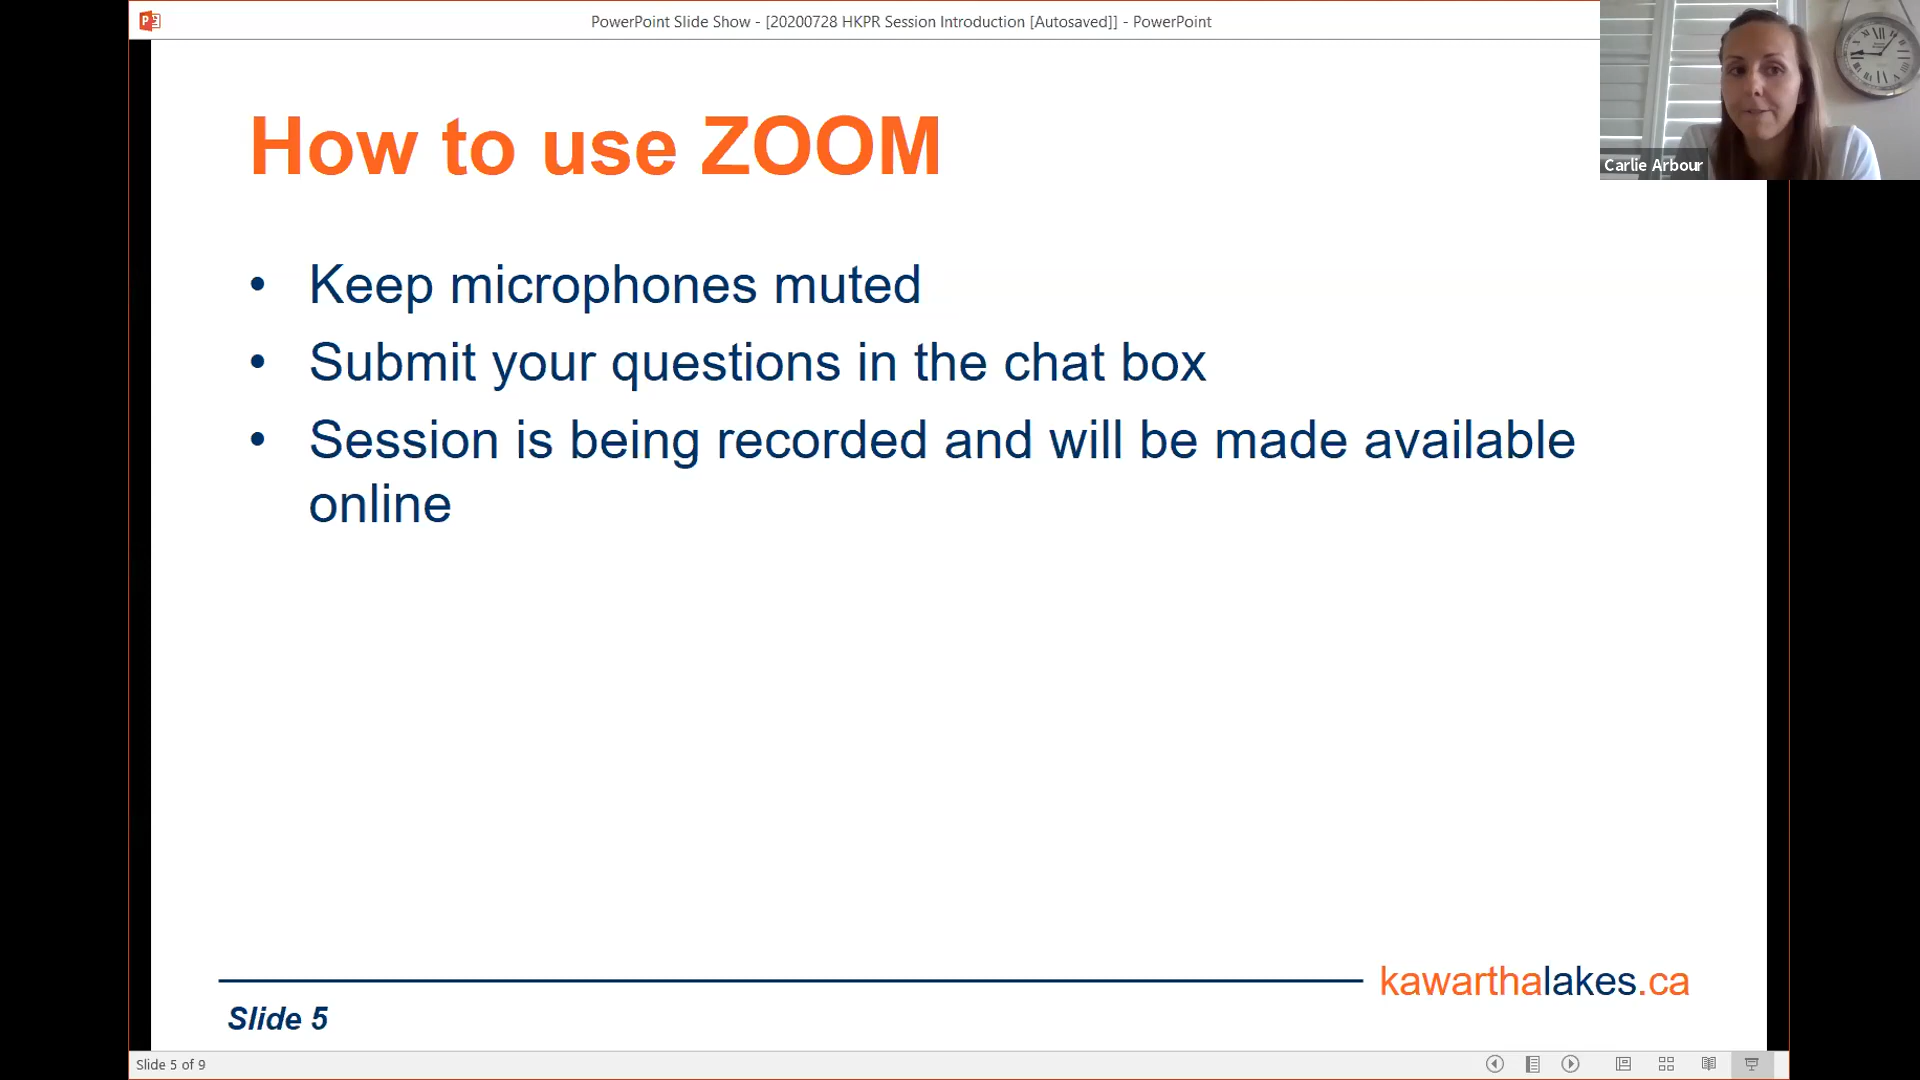 PowerPoint Slide Show - [20200728 HKPR Session Introduction [Autosaved]] - PowerPoint
Carlie Arbour
How to use ZOOM
• Keep microphones muted
• Submit your questions in the chat box
• Session is being recorded and will be made available
online
kawarthalakes.ca
Slide 5
Slide 5 of 9